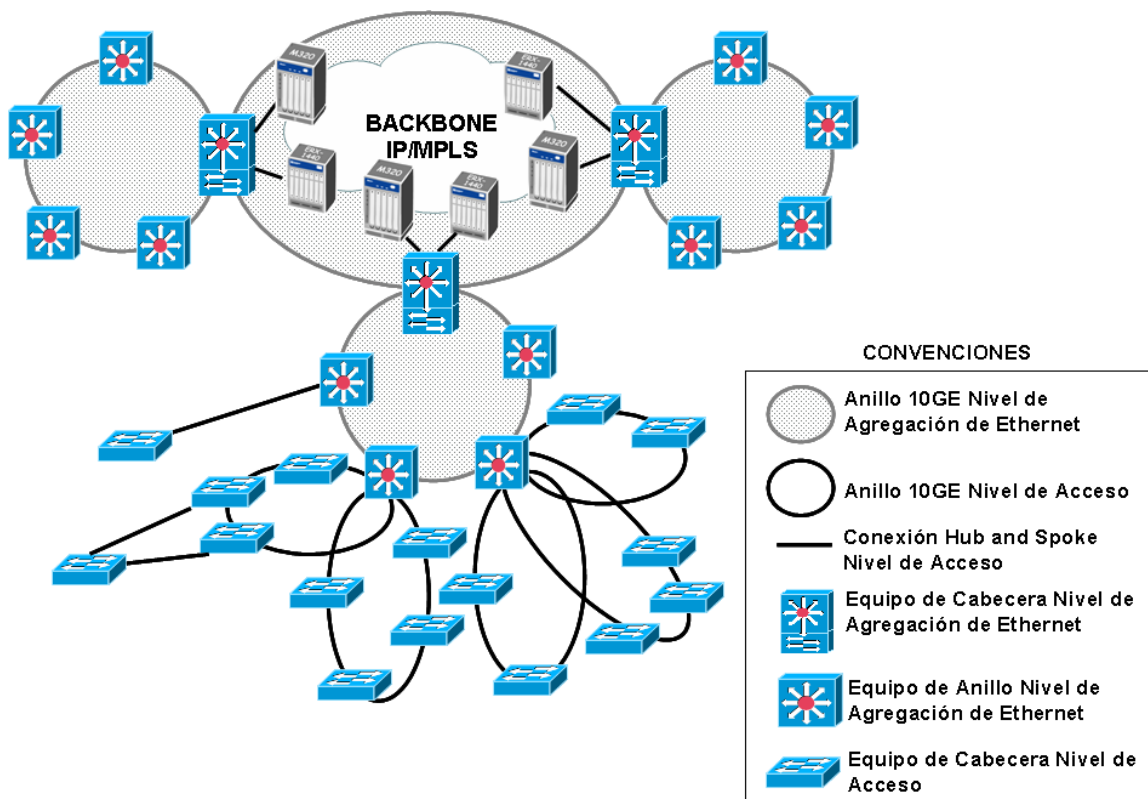 M320
ERX-1440
BACKBONE
IP/MPLS
ERX-1440
M320
M320
ERX-1440
CONVENCIONES
Anillo 10GE Nivel de
Agregación de Ethernet
Anillo 10GE Nivel de Acceso
Conexión Hub and Spoke
Nivel de Acceso
Equipo de Cabecera Nivel de
Agregación de Ethernet
Equipo de Anillo Nivel de
Agregación de Ethernet
Equipo de Cabecera Nivel de
Acceso